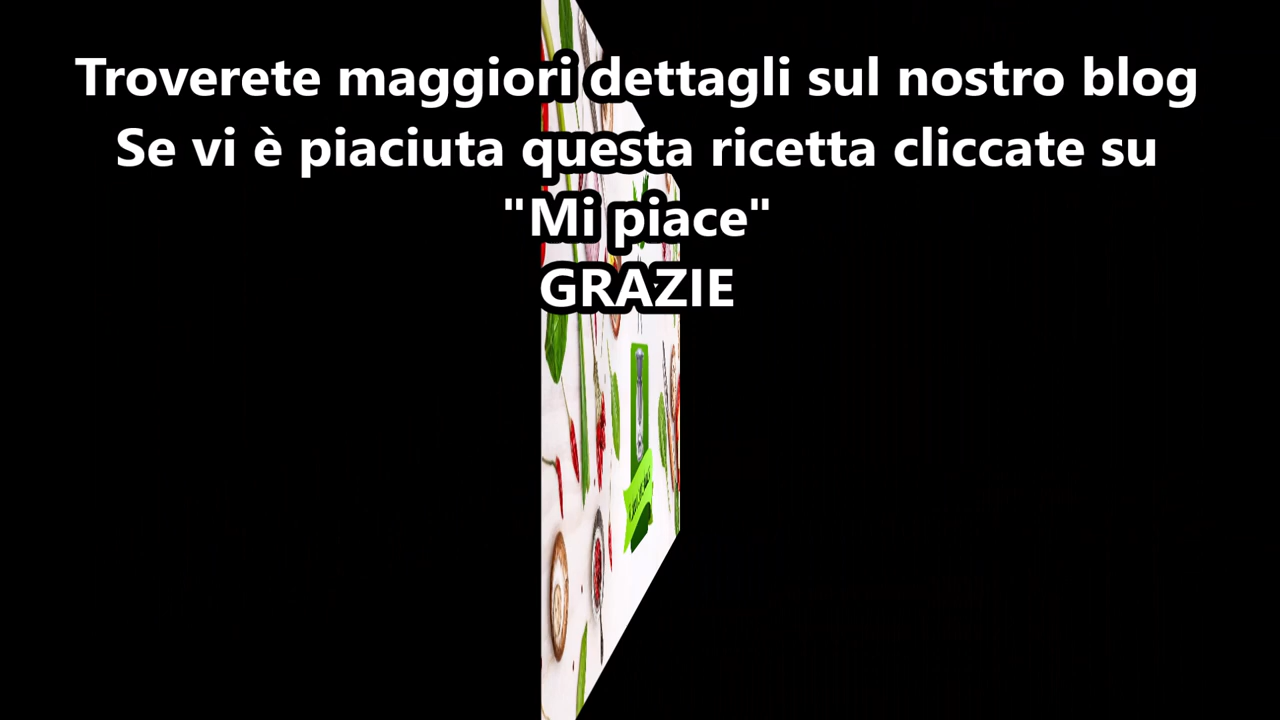 Troverete maggiori dettagli sul nostro blog
Se vi è piaciuta questa ricetta cliccate su
"Mi piace"
GRAZIE